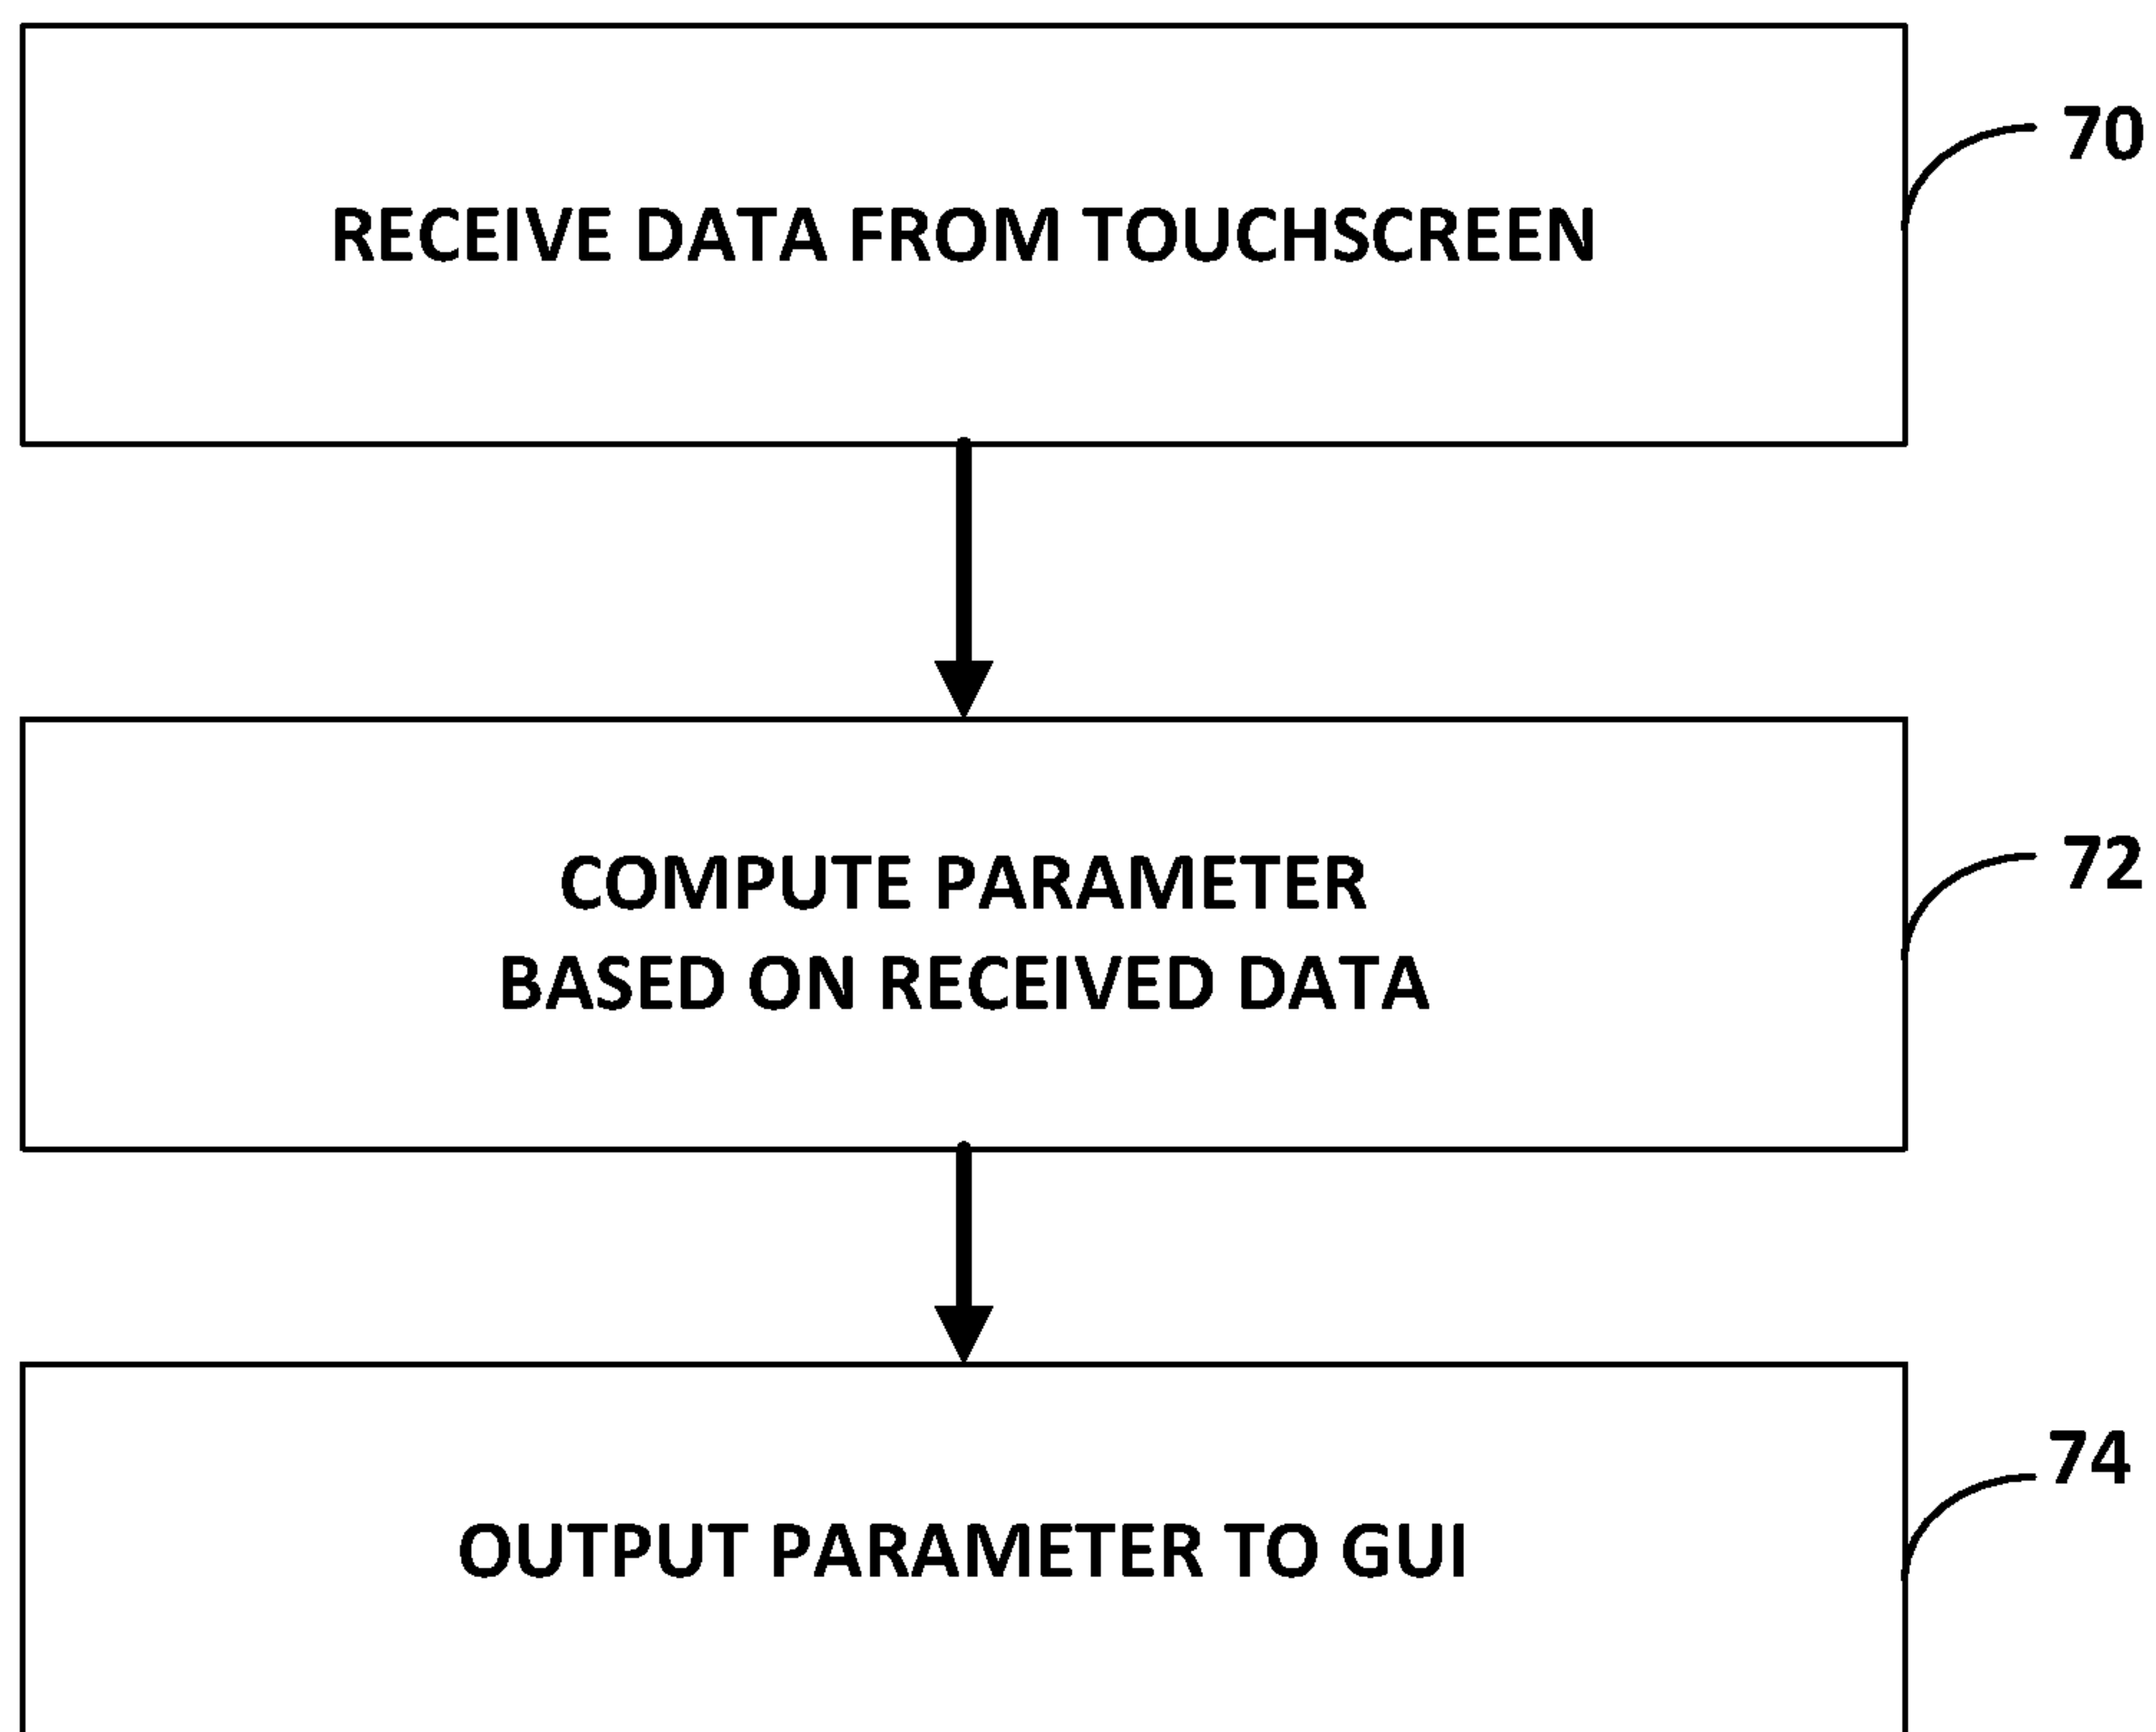 RECEIVE DATA FROM TOUCHSCREEN
70
COMPUTE PARAMETER
BASED ON RECEIVED DATA
72
OUTPUT PARAMETER TO GUI
74